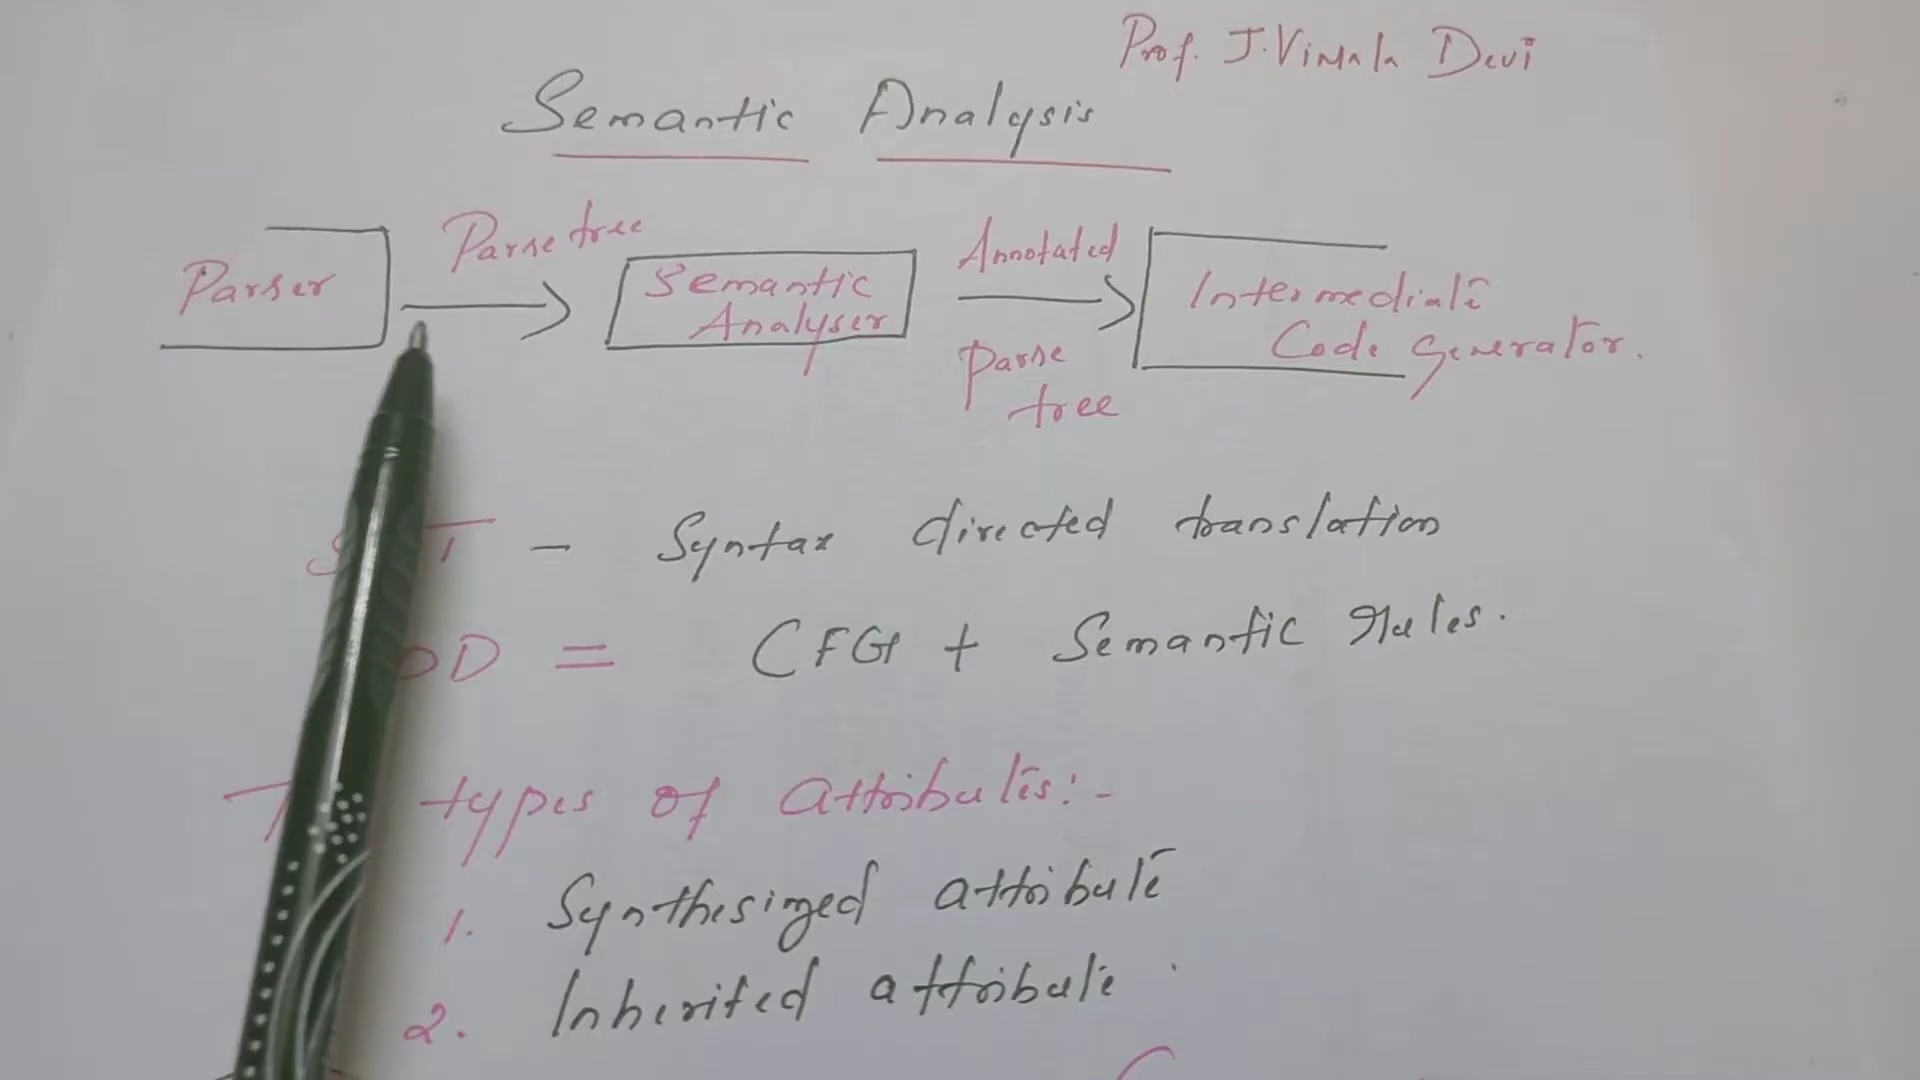 Prof. J. Vimala Devi
Semantic Analysis
Parser
Parse tree
Semantic
Analyser
Annotated
Parse
tree
Intermediate
Code Generator.
- Syntax directed translation
= CFG + Semantic rules.
types of attributes:-
1. Synthesized attribute
2. Inherited attribute